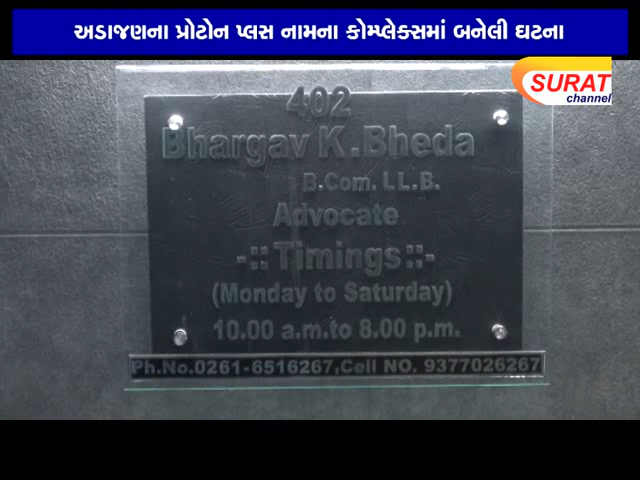 અડાજણના પ્રોટોન પ્લસ નામના કોમ્પ્લેક્સમાં બનેલી ઘટના
SURAT
channel
402
Bhargav K.Bheda
B.Com. LL.B.
Advocate
-::Timings::-
(Monday to Saturday)
10.00 a.m.to 8.00 p.m.
Ph.No.0261-6516267,Cell NO. 9377026267